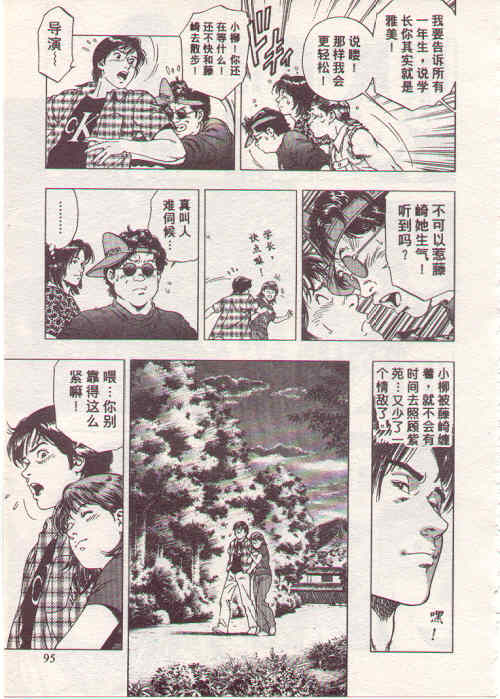 我要告诉所有
一年生，说学
长你其实就是
雅美！
说喽！
那样我会
更轻松！
小柳！你还
在等什么！
还不快和藤
崎去散步！
导演～
CK
不可以惹藤
崎她生气！
听到吗？
学长，
快点嘛！
真叫人
难伺候…
………
小柳被藤崎缠
着，就不会有
时间去照顾紫
苑…又少了一
个情敌了
嘿！
喂…你别
靠得这么
紧嘛！
95